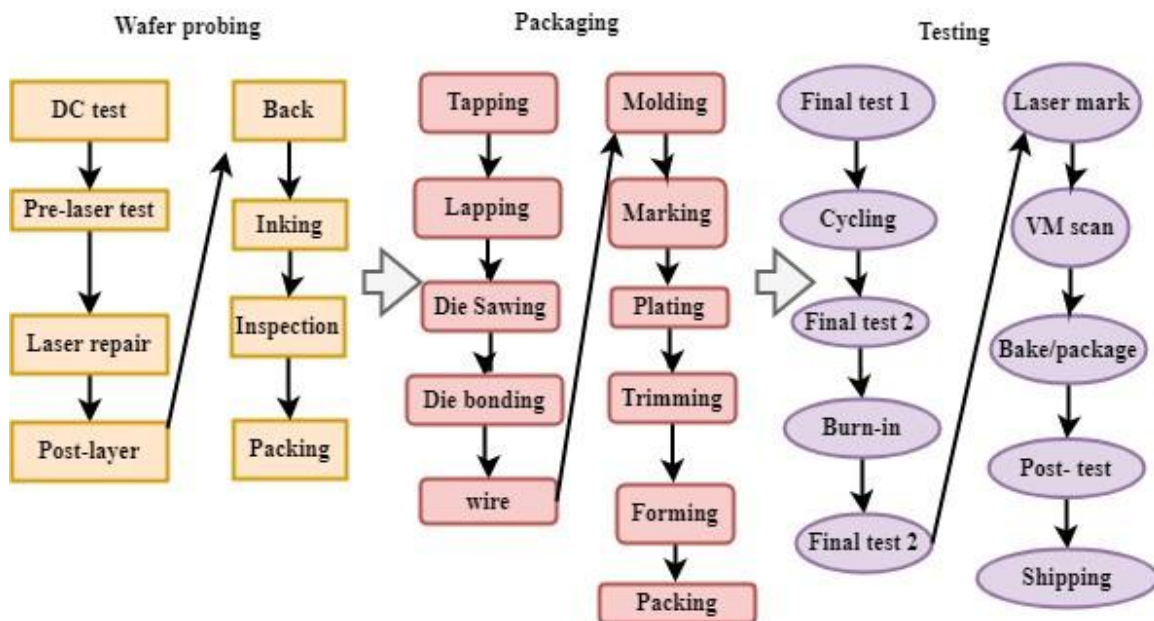 Wafer probing
DC test
Pre-laser test
Laser repair
Post-layer
Back
Inking
Inspection
Packing
Packaging
Tapping
Lapping
Die Sawing
Die bonding
wire
Molding
Marking
Plating
Trimming
Forming
Packing
Testing
Final test 1
Cycling
Final test 2
Burn-in
Final test 2
Laser mark
VM scan
Bake/package
Post- test
Shipping